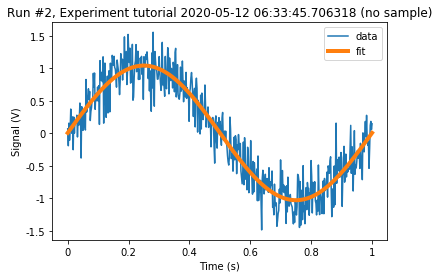 Run #2, Experiment tutorial 2020-05-12 06:33:45.706318 (no sample)
data
fit
1.5
1.0
0.5
0
-0.5
-1.0
-1.5
Signal (V)
0 0.2 0.4 0.6 0.8 1
Time (s)